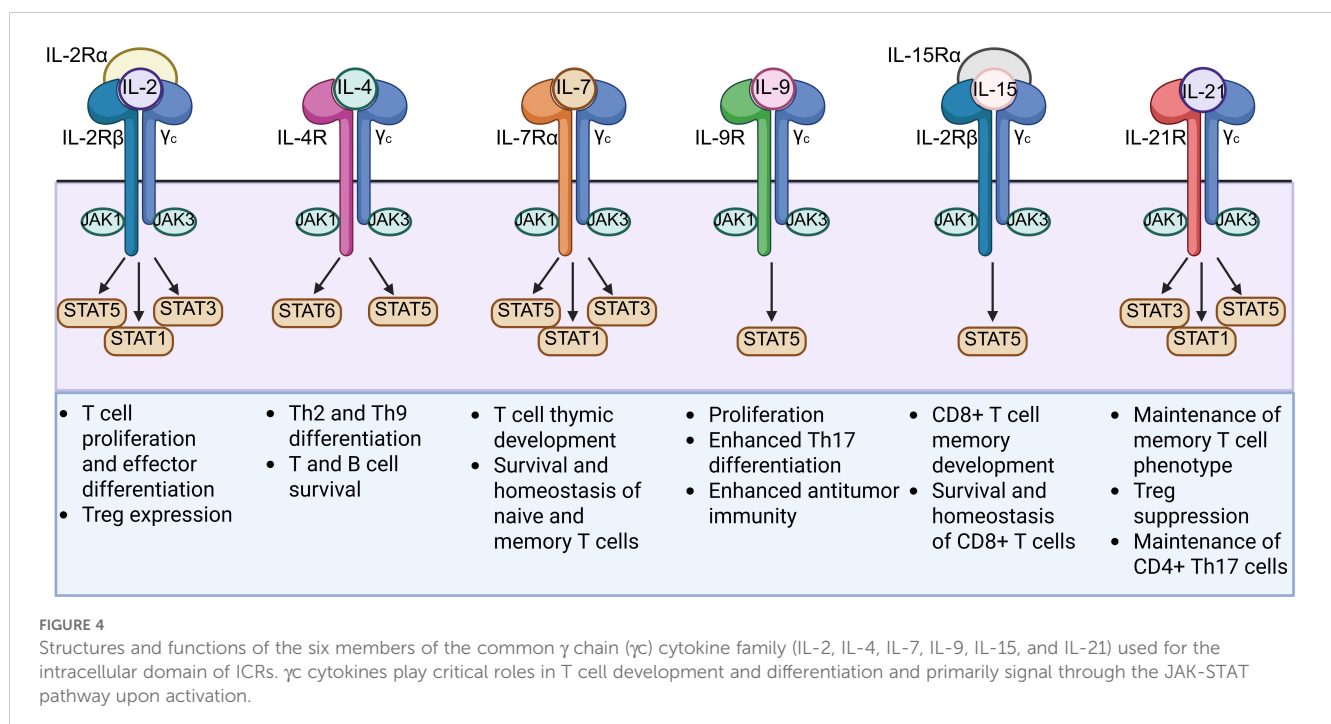 IL-2Rα
IL-2
IL-2Rβ
γc
JAK1
JAK3
STAT5
STAT1
STAT3
IL-4
IL-4R
γc
JAK1
JAK3
STAT6
STAT5
IL-7
IL-7Rα
γc
JAK1
JAK3
STAT5
STAT1
STAT3
IL-9
IL-9R
γc
JAK1
JAK3
STAT5
IL-15Rα
IL-15
IL-2Rβ
γc
JAK1
JAK3
STAT5
IL-21
IL-21R
γc
JAK1
JAK3
STAT3
STAT1
STAT5
• T cell
proliferation
and effector
differentiation
• Treg expression
• Th2 and Th9
differentiation
• T and B cell
survival
• T cell thymic
development
• Survival and
homeostasis of
naive and
memory T cells
• Proliferation
• Enhanced Th17
differentiation
• Enhanced antitumor
immunity
• CD8+ T cell
memory
development
• Survival and
homeostasis
of CD8+ T cells
• Maintenance of
memory T cell
phenotype
• Treg
suppression
• Maintenance of
CD4+ Th17 cells
FIGURE 4
Structures and functions of the six members of the common γ chain (γc) cytokine family (IL-2, IL-4, IL-7, IL-9, IL-15, and IL-21) used for the
intracellular domain of ICRs. γc cytokines play critical roles in T cell development and differentiation and primarily signal through the JAK-STAT
pathway upon activation.